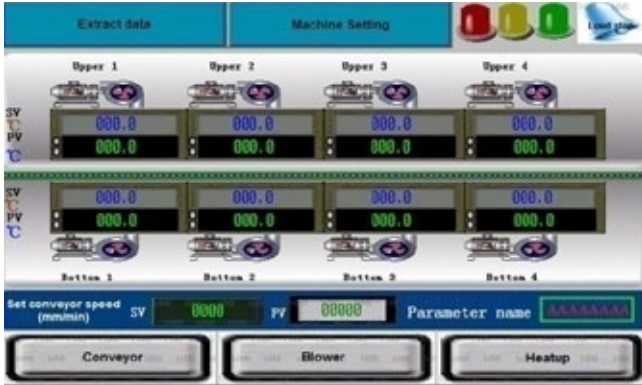 Extract data
Machine Setting
Upper 1
Upper 2
Upper 3
Upper 4
SV
°C
PV
°C
000.0
000.0
000.0
000.0
000.0
000.0
000.0
000.0
SV
°C
PV
°C
000.0
000.0
000.0
000.0
000.0
000.0
000.0
000.0
Bottom 1
Bottom 2
Bottom 3
Bottom 4
Set conveyor speed (mm/min) SV 0000 PV 00000 Parameter name AAAAAAAA
Conveyor
Blower
Heatup